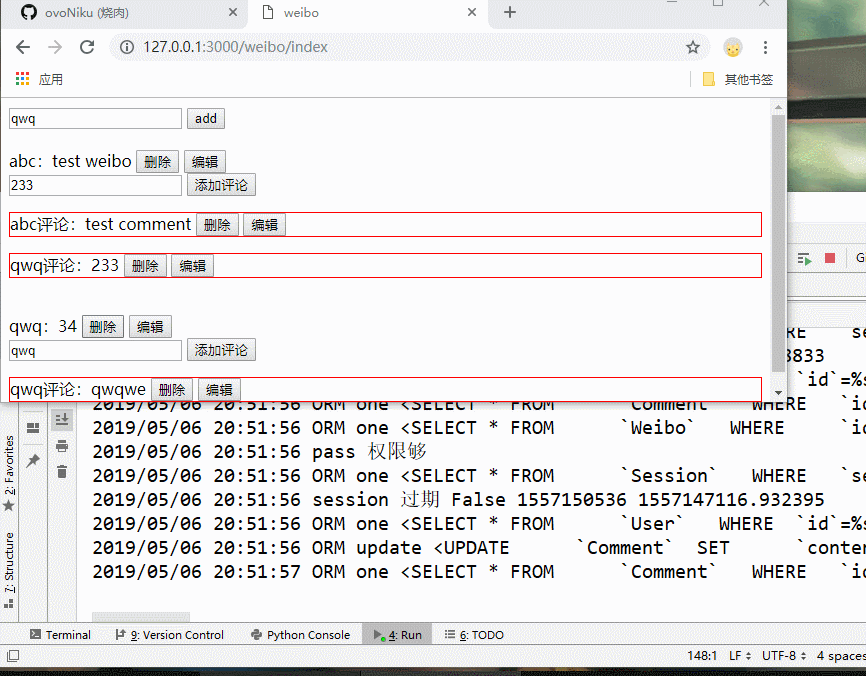 ovoNiku (烧肉)
weibo
127.0.0.1:3000/weibo/index
应用
其他书签
qwq
add
abc：test weibo 删除 编辑
233 添加评论
abc评论：test comment 删除 编辑
qwq评论：233 删除 编辑
qwq：34 删除 编辑
qwq 添加评论
qwq评论：qwqwe 删除 编辑
G
RE se
3833
`id`=%s
2019/05/06 20:51:56 ORM one <SELECT * FROM `Comment` WHERE `id
2019/05/06 20:51:56 ORM one <SELECT * FROM `Weibo` WHERE `id
2019/05/06 20:51:56 pass 权限够
2019/05/06 20:51:56 ORM one <SELECT * FROM `Session` WHERE `se
2019/05/06 20:51:56 session 过期 False 1557150536 1557147116.932395
2019/05/06 20:51:56 ORM one <SELECT * FROM `User` WHERE `id`=%s
2019/05/06 20:51:56 ORM update <UPDATE `Comment` SET `conten
2019/05/06 20:51:57 ORM one <SELECT * FROM `Comment` WHERE `id
2: Favorites
7: Structure
Terminal 9: Version Control Python Console 4: Run 6: TODO
148:1 LF UTF-8 4 spaces